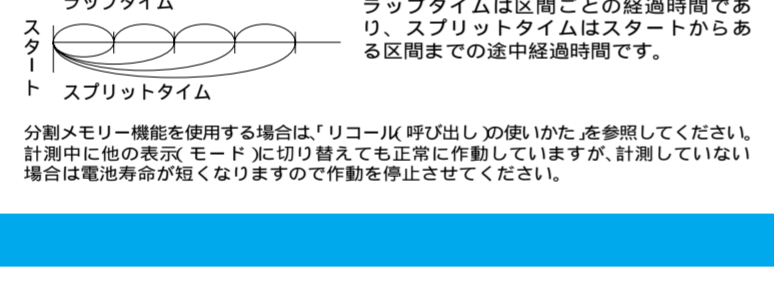 ラップタイム
スタート
スプリットタイム
ラップタイムは区間ごとの経過時間であ
り、スプリットタイムはスタートからあ
る区間までの途中経過時間です。
分割メモリー機能を使用する場合は、「リコール(呼び出し)の使いかた」を参照してください。
計測中に他の表示(モード)に切り替えても正常に作動していますが、計測していない
場合は電池寿命が短くなりますので作動を停止させてください。